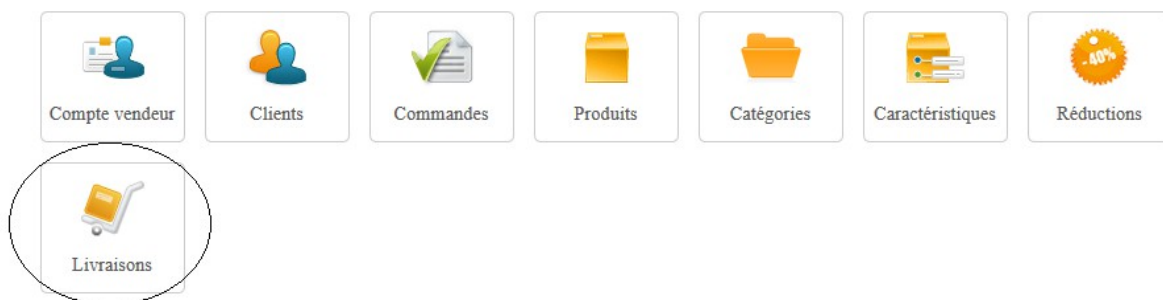 Compte vendeur
Clients
Commandes
Produits
Catégories
Caractéristiques
- 40%
Réductions
Livraisons